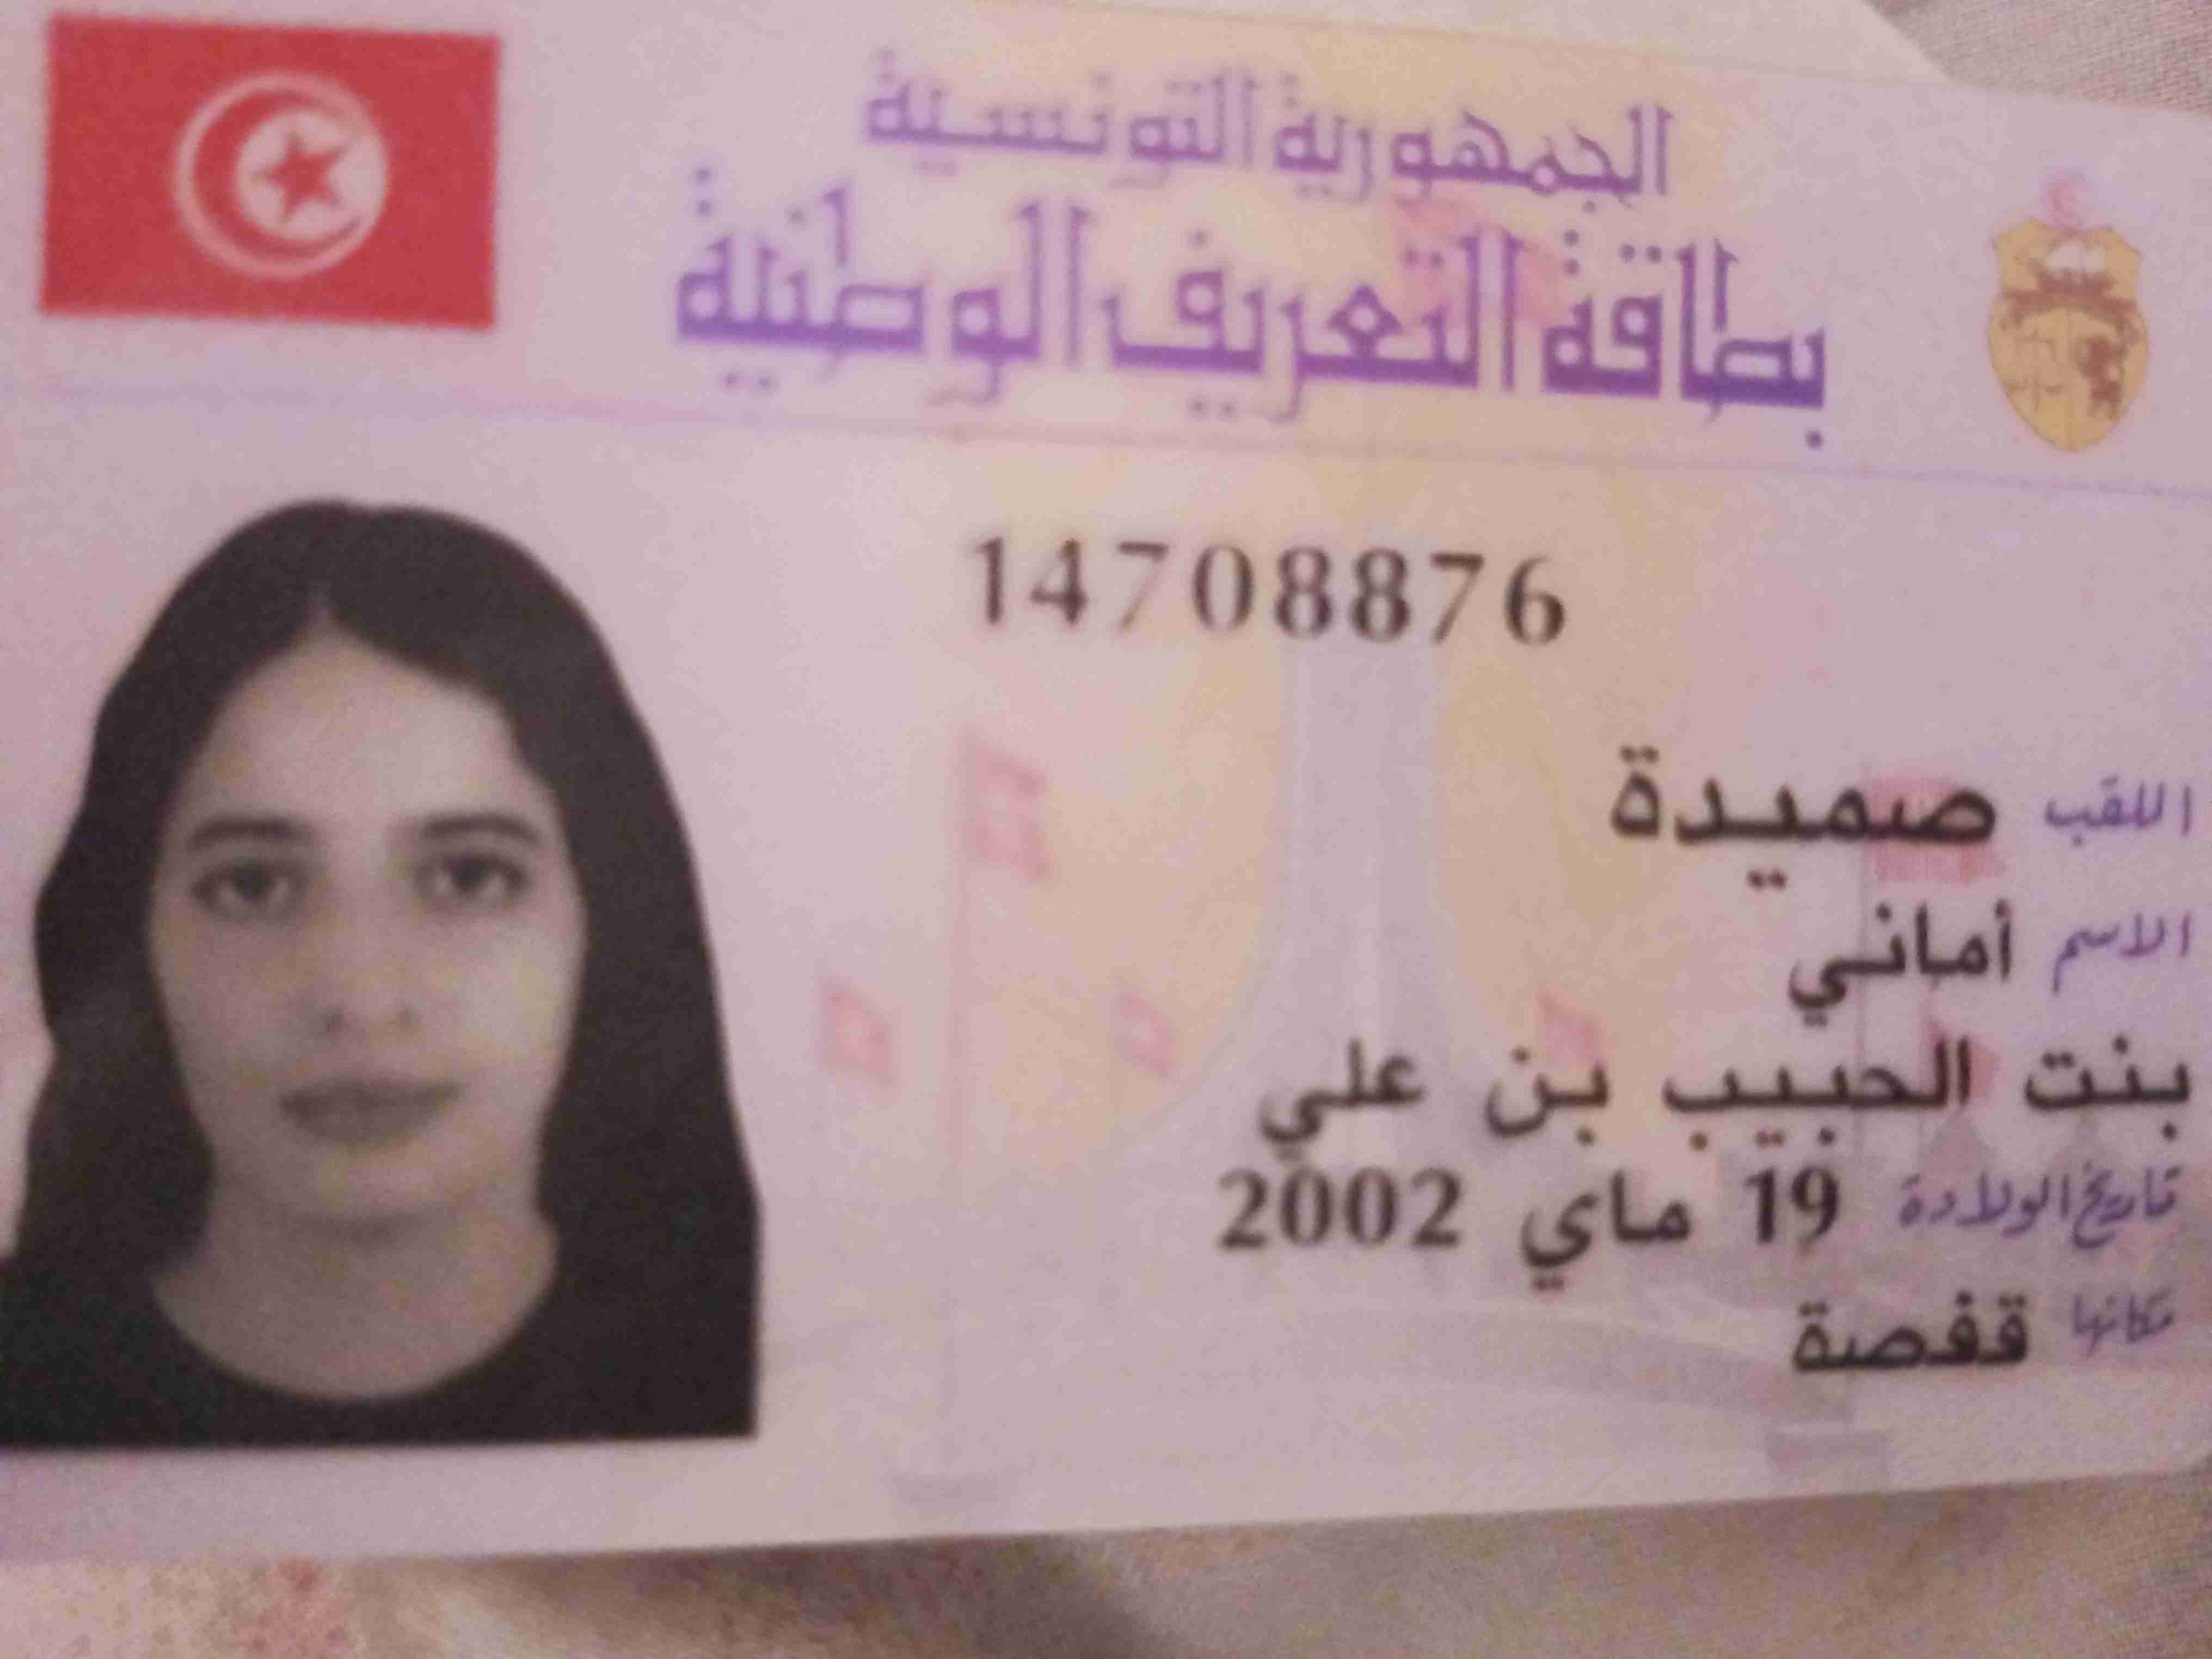 الجمهورية التونسية
بطاقة التعريف الوطنية
14708876
اللقب صميدة
الاسم أماني
بنت الحبيب بن علي
تاريخ الولادة 19 ماي 2002
مكانها قفصة